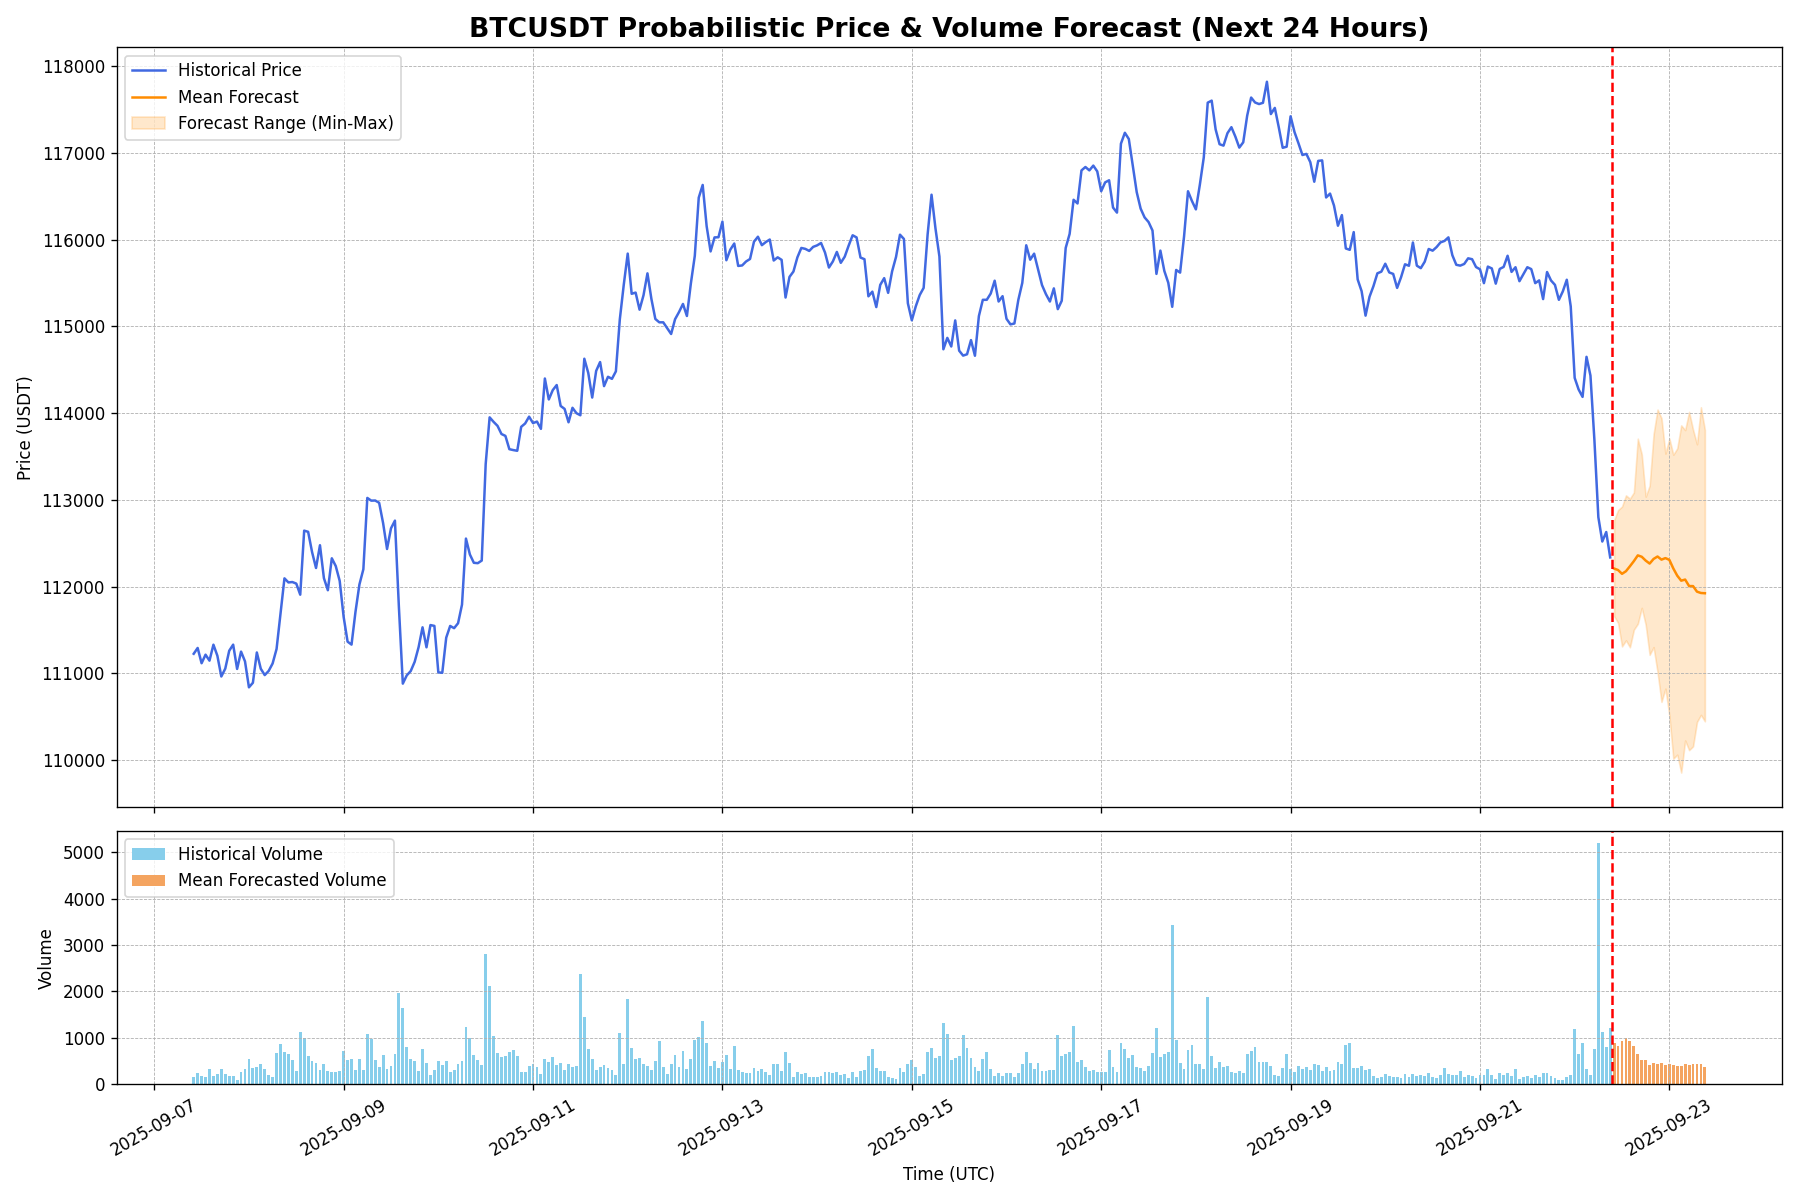 BTCUSDT Probabilistic Price & Volume Forecast (Next 24 Hours)
Historical Price
Mean Forecast
Forecast Range (Min-Max)
Price (USDT)
118000
117000
116000
115000
114000
113000
112000
111000
110000
Historical Volume
Mean Forecasted Volume
Volume
5000
4000
3000
2000
1000
0
2025-09-07
2025-09-09
2025-09-11
2025-09-13
2025-09-15
2025-09-17
2025-09-19
2025-09-21
2025-09-23
Time (UTC)